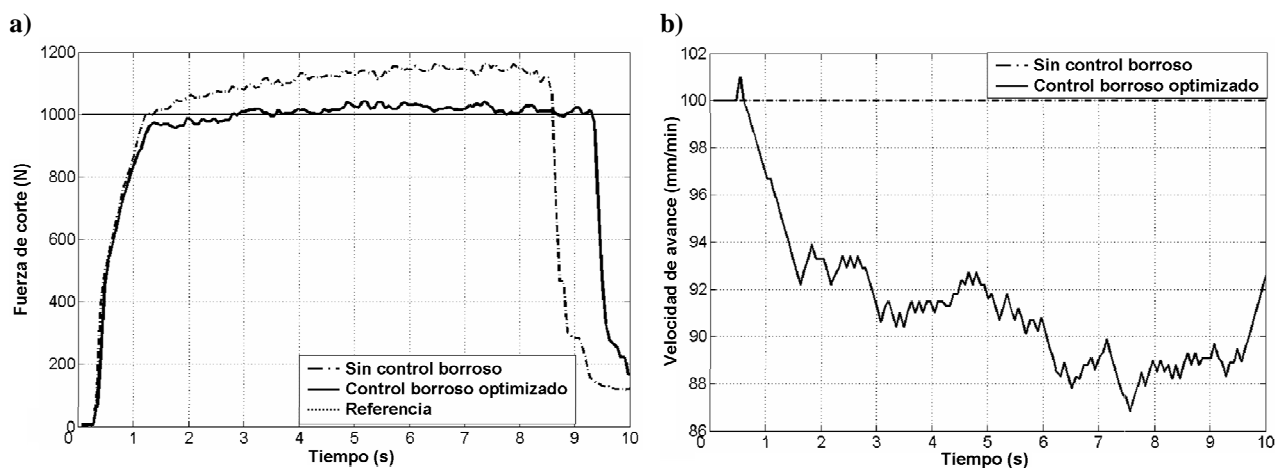 a)
1200
1000
800
600
400
200
0
0 1 2 3 4 5 6 7 8 9 10
Fuerza de corte (N)
Tiempo (s)
Sin control borroso
Control borroso optimizado
Referencia
b)
102
100
98
96
94
92
90
88
86
0 1 2 3 4 5 6 7 8 9 10
Velocidad de avance (mm/min)
Tiempo (s)
Sin control borroso
Control borroso optimizado